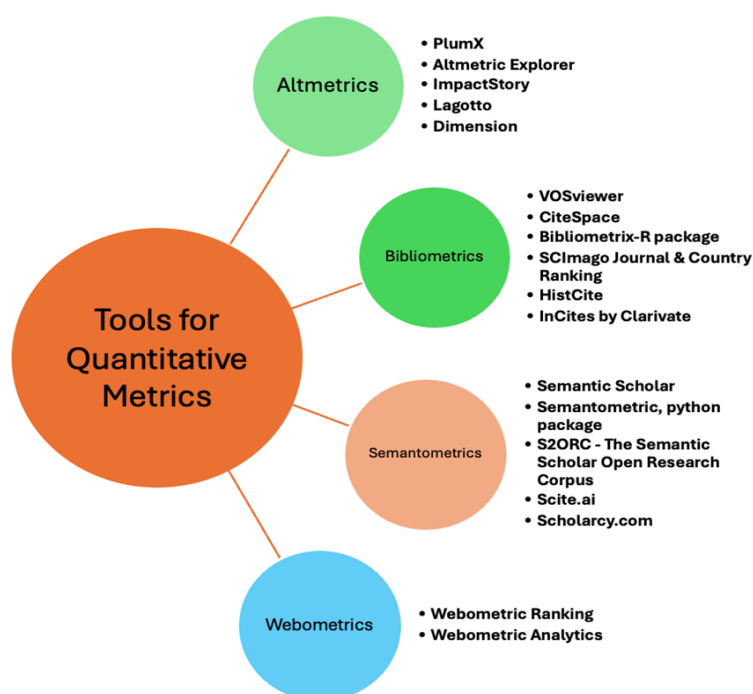 • PlumX
• Altmetric Explorer
• ImpactStory
• Lagotto
• Dimension
Altmetrics
• VOSviewer
• CiteSpace
• Bibliometrix-R package
• SCImago Journal & Country
Ranking
• HistCite
• InCites by Clarivate
Bibliometrics
Tools for
Quantitative
Metrics
• Semantic Scholar
• Semantometric, python
package
• S2ORC - The Semantic
Scholar Open Research
Corpus
• Scite.ai
• Scholarcy.com
Semantometrics
Webometrics
• Webometric Ranking
• Webometric Analytics